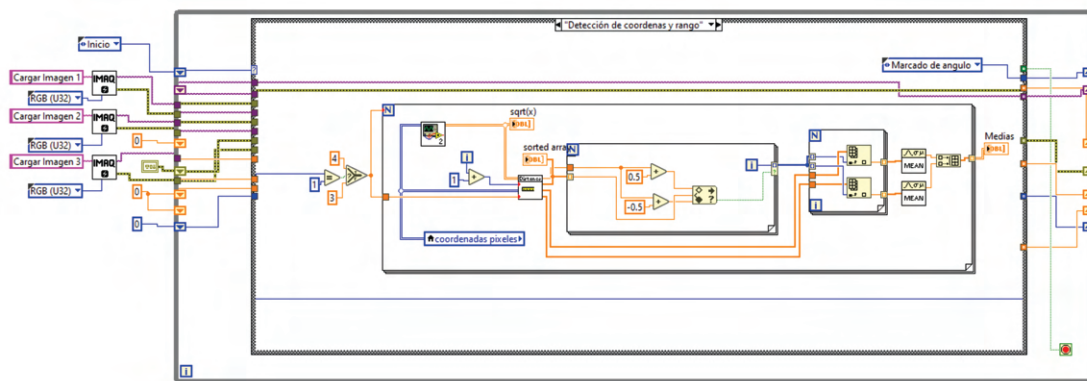 "Detección de coordenas y rango"
Inicio
Marcado de angulo
Cargar Imagen 1
IMAQ
RGB (U32)
Cargar Imagen 2
IMAQ
RGB (U32)
0
Cargar Imagen 3
IMAQ
RGB (U32)
0
0
N
sqrt(x)
DBL
2
sorted array
DBL
N
N
Medias
DBL
4
1
=
3
i
1
+
Distance
0.5
+
-0.5
+
?
i
i
MEAN
MEAN
coordenadas pixeles
i